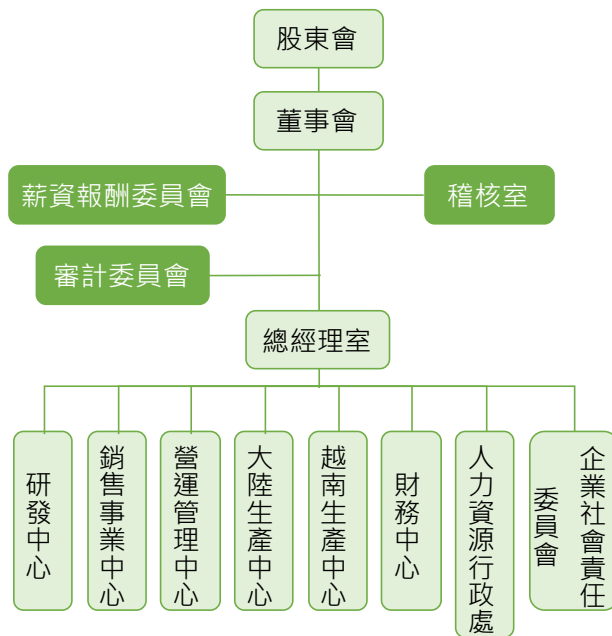 股東會
董事會
薪資報酬委員會
稽核室
審計委員會
總經理室
研發中心
銷售事業中心
營運管理中心
大陸生產中心
越南生產中心
財務中心
人力資源行政處
企業社會責任
委員會